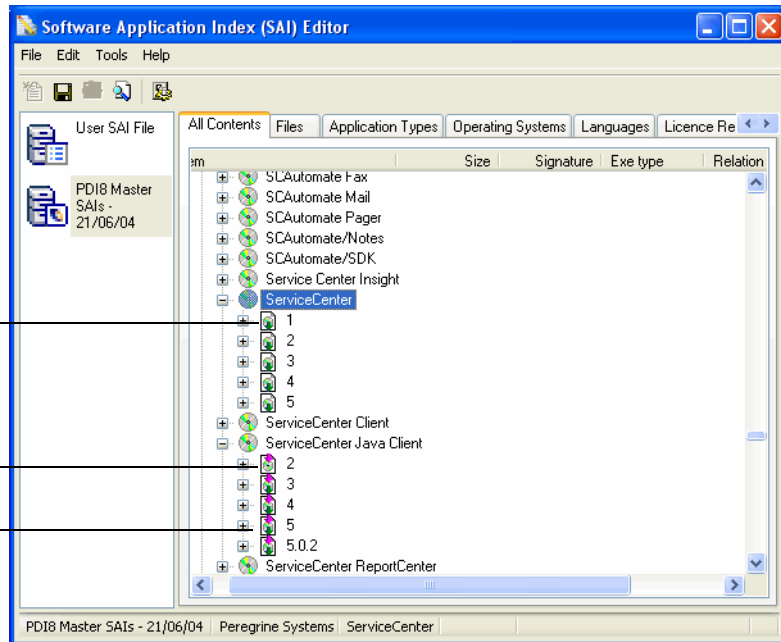 Software Application Index (SAI) Editor
File Edit Tools Help
User SAI File
PDI8 Master
SAIs -
21/06/04
All Contents Files Application Types Operating Systems Languages Licence Re
em Size Signature Exe type Relation
SCAutomate Fax
SCAutomate Mail
SCAutomate Pager
SCAutomate/Notes
SCAutomate/SDK
Service Center Insight
ServiceCenter
1
2
3
4
5
ServiceCenter Client
ServiceCenter Java Client
2
3
4
5
5.0.2
ServiceCenter ReportCenter
PDI8 Master SAIs - 21/06/04 Peregrine Systems ServiceCenter